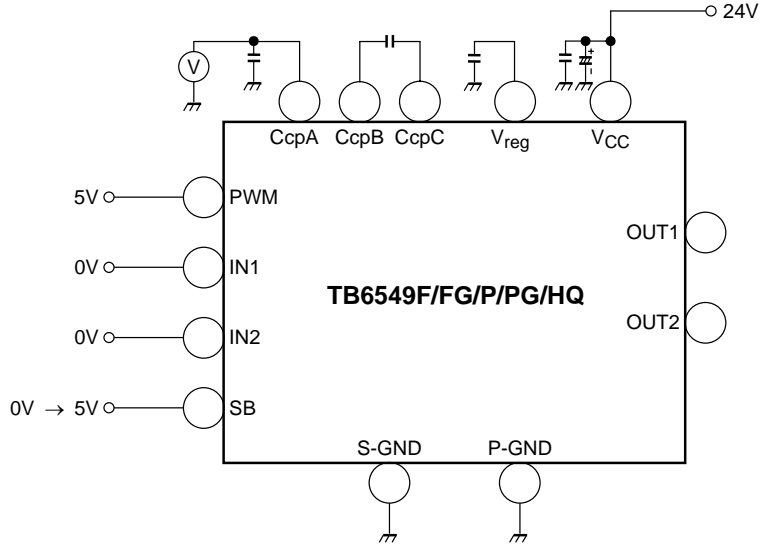 24V
V
+
-
CcpA CcpB CcpC Vreg VCC
5V PWM
OUT1
0V IN1
TB6549F/FG/P/PG/HQ
0V IN2
OUT2
0V → 5V SB
S-GND P-GND